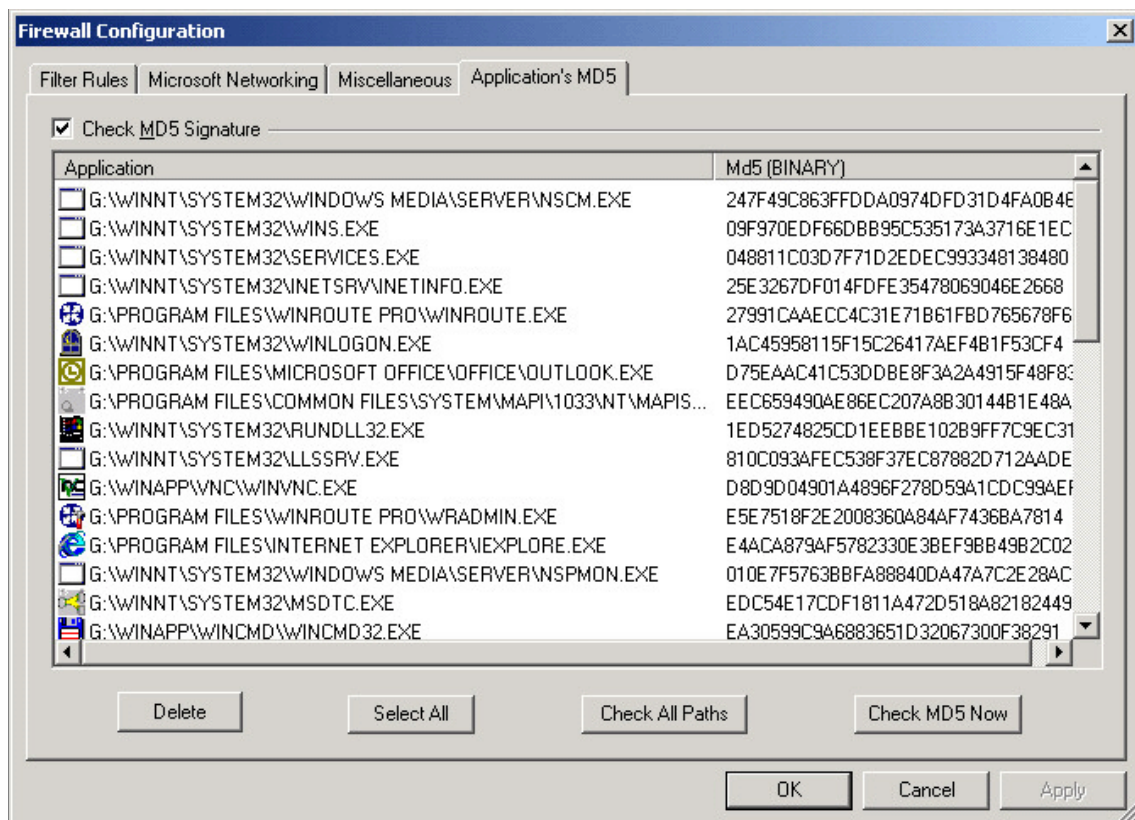 Firewall Configuration
Filter Rules Microsoft Networking Miscellaneous Application's MD5
Check MD5 Signature
Application Md5 (BINARY)
G:\WINNT\SYSTEM32\WINDOWS MEDIA\SERVER\NSCM.EXE 247F49C863FFDDA0974DFD31D4FA0B4E
G:\WINNT\SYSTEM32\WINS.EXE 09F970EDF66DBB95C535173A3716E1EC
G:\WINNT\SYSTEM32\SERVICES.EXE 048811C03D7F71D2EDEC993348138480
G:\WINNT\SYSTEM32\INETSRV\INETINFO.EXE 25E3267DF014FDFE35478069046E2668
G:\PROGRAM FILES\WINROUTE PRO\WINROUTE.EXE 27991CAAECC4C31E71B61FBD765678F6
G:\WINNT\SYSTEM32\WINLOGON.EXE 1AC45958115F15C26417AEF4B1F53CF4
G:\PROGRAM FILES\MICROSOFT OFFICE\OFFICE\OUTLOOK.EXE D75EAAC41C53DDBE8F3A2A4915F48F83
G:\PROGRAM FILES\COMMON FILES\SYSTEM\MAPI\1033\NT\MAPIS... EEC659490AE86EC207A8B30144B1E48A
G:\WINNT\SYSTEM32\RUNDLL32.EXE 1ED5274825CD1EEBBE102B9FF7C9EC31
G:\WINNT\SYSTEM32\LLSSRV.EXE 810C093AFEC538F37EC87882D712AADE
G:\WINAPP\VNC\WINVNC.EXE D8D9D04901A4896F278D59A1CDC99AEF
G:\PROGRAM FILES\WINROUTE PRO\WRADMIN.EXE E5E7518F2E2008360A84AF7436BA7814
G:\PROGRAM FILES\INTERNET EXPLORER\IEXPLORE.EXE E4ACA879AF5782330E3BEF9BB49B2C02
G:\WINNT\SYSTEM32\WINDOWS MEDIA\SERVER\NSPMON.EXE 010E7F5763BBFA88840DA47A7C2E28AC
G:\WINNT\SYSTEM32\MSDTC.EXE EDC54E17CDF1811A472D518A82182449
G:\WINAPP\WINCMD\WINCMD32.EXE EA30599C9A6883651D32067300F38291
Delete Select All Check All Paths Check MD5 Now
OK Cancel Apply